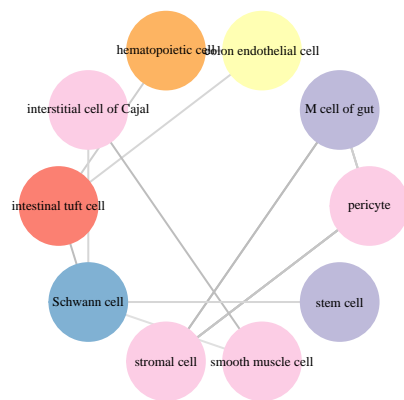 hematopoietic cell
colon endothelial cell
interstitial cell of Cajal
M cell of gut
intestinal tuft cell
pericyte
Schwann cell
stem cell
stromal cell
smooth muscle cell